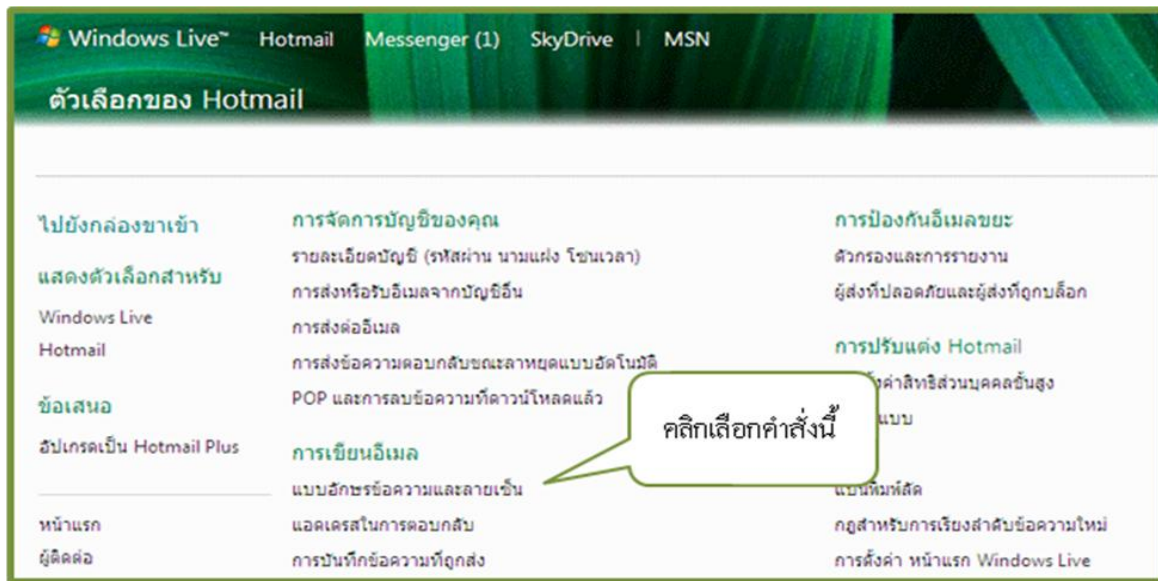 Windows Live™ Hotmail Messenger (1) SkyDrive | MSN
ตัวเลือกของ Hotmail
ไปยังกล่องขาเข้า
แสดงตัวเลือกสำหรับ
Windows Live
Hotmail
ข้อเสนอ
อัปเกรดเป็น Hotmail Plus
หน้าแรก
ผู้ติดต่อ
การจัดการบัญชีของคุณ
รายละเอียดบัญชี (รหัสผ่าน นามแฝง โซนเวลา)
การส่งหรือรับอีเมลจากบัญชีอื่น
การส่งต่ออีเมล
การส่งข้อความตอบกลับขณะลาหยุดแบบอัตโนมัติ
POP และการลบข้อความที่ดาวน์โหลดแล้ว
การเขียนอีเมล
แบบอักษรข้อความและลายเซ็น
แอดเดรสในการตอบกลับ
การบันทึกข้อความที่ถูกส่ง
คลิกเลือกคำสั่งนี้
การป้องกันอีเมลขยะ
ตัวกรองและการรายงาน
ผู้ส่งที่ปลอดภัยและผู้ส่งที่ถูกบล็อก
การปรับแต่ง Hotmail
ค่าสิทธิส่วนบุคคลขั้นสูง
แบบ
แป้นพิมพ์ลัด
กฎสำหรับการเรียงลำดับข้อความใหม่
การตั้งค่า หน้าแรก Windows Live